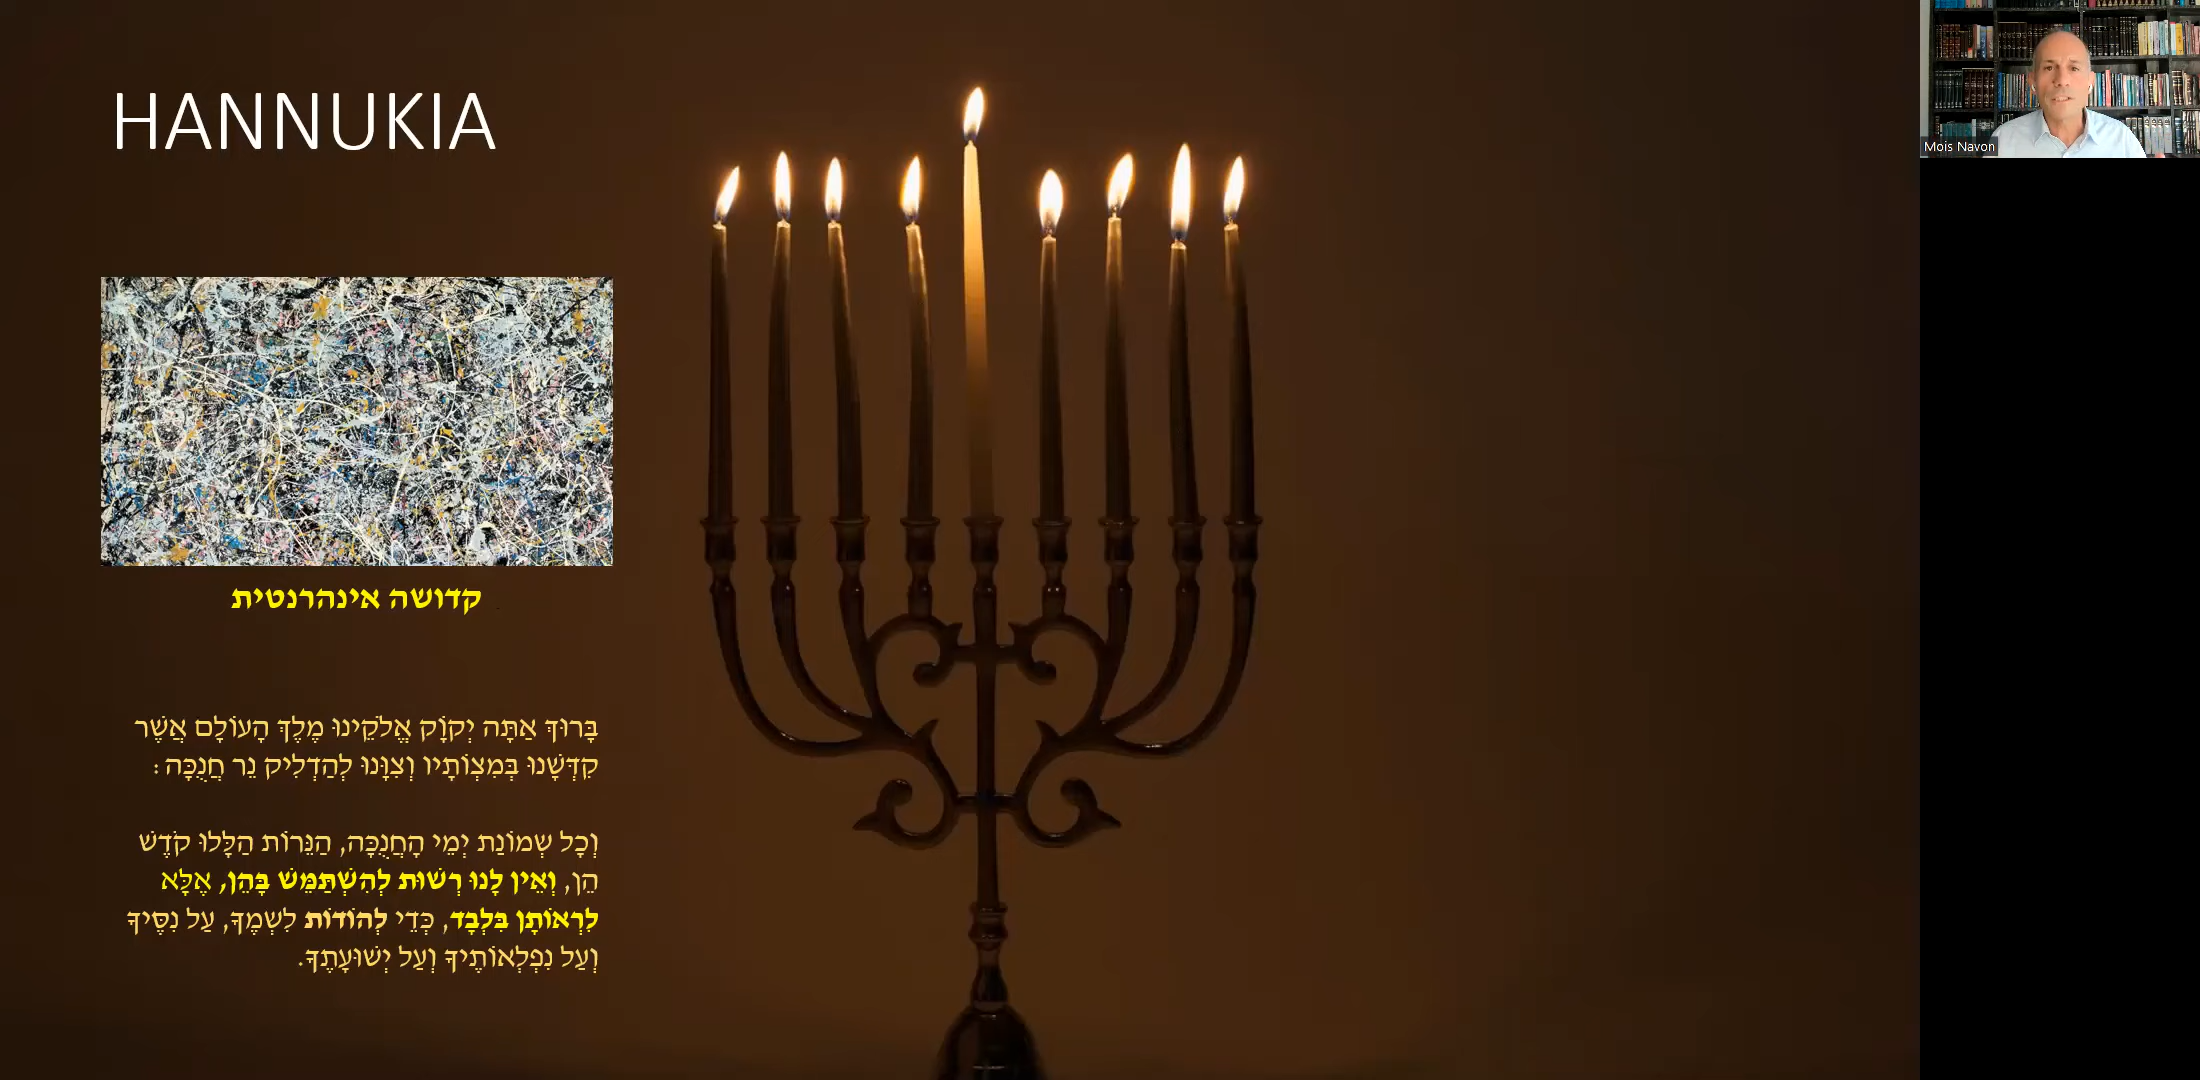 HANNUKIA
Mois Navon
קדושה אינהרנטית
בָּרוּךְ אַתָּה יְקוָק אֱלֹקֵינוּ מֶלֶךְ הָעוֹלָם אֲשֶׁר
קִדְּשָׁנוּ בְּמִצְוֹתָיו וְצִוָּנוּ לְהַדְלִיק נֵר חֲנֻכָּה:
וְכָל שְׁמוֹנַת יְמֵי הַחֲנֻכָּה, הַנֵּרוֹת הַלָּלוּ קֹדֶשׁ
הֵן, וְאֵין לָנוּ רְשׁוּת לְהִשְׁתַּמֵּשׁ בָּהֵן, אֶלָּא
לִרְאוֹתָן בִּלְבָד, כְּדֵי לְהוֹדוֹת לִשְׁמֶךָ, עַל נִסֶּיךָ
וְעַל נִפְלְאוֹתֶיךָ וְעַל יְשׁוּעָתֶךָ.